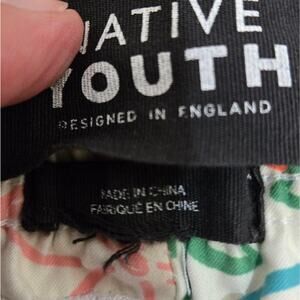 NATIVE
YOUTH
DESIGNED IN ENGLAND
MADE IN CHINA
FABRIQUÉ EN CHINE